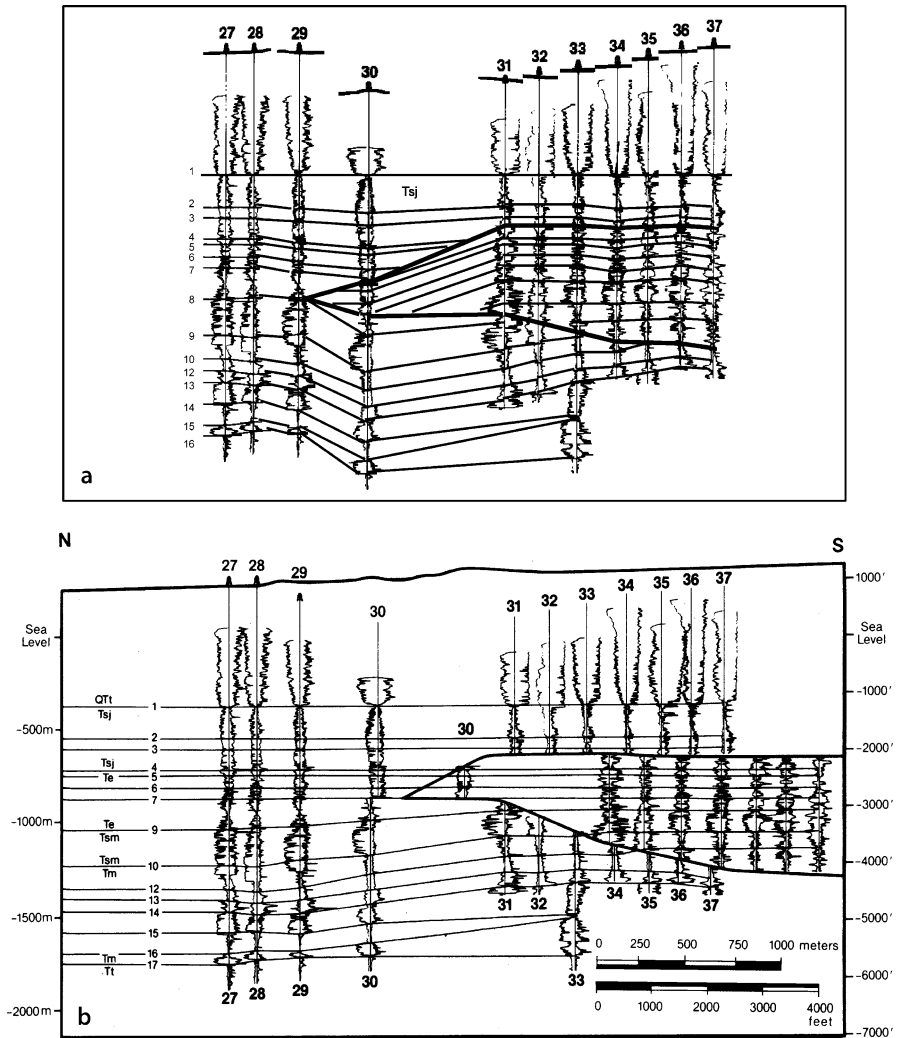 27 28 29 30 31 32 33 34 35 36 37
1
Tsj
2
3
4
5
6
7
8
9
10
12
13
14
15
16
a
N S
27 28 29 30 31 32 33 34 35 36 37
1000'
Sea Level
Sea Level
QTt
1
Tsj
-1000'
-500m
2
30
3
-2000'
Tsj
4
Te
5
6
7
-3000'
-1000m
Te
9
Tsm
Tsm
10
Tm
-4000'
12
13
31 32 34 35 36 37
-1500m
14
-5000'
15
0 250 500 750 1000 meters
16
Tm
17
Tt
27 28 29 30 33
-6000'
0 1000 2000 3000 4000
feet
-2000m
b
-7000'